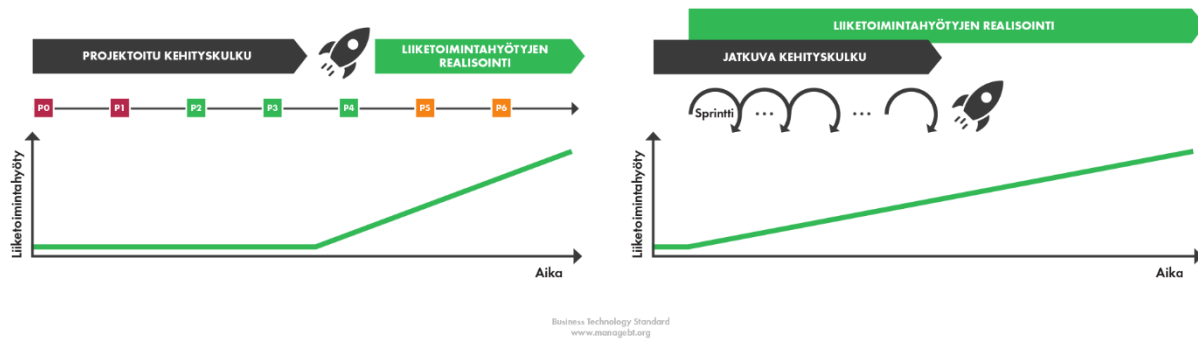 PROJEKTOITU KEHITYSKULKU
LIIKETOIMINTAHYÖTYJEN
REALISOINTI
P0
P1
P2
P3
P4
P5
P6
Liiketoimintahyöty
Aika
LIIKETOIMINTAHYÖTYJEN REALISOINTI
JATKUVA KEHITYSKULKU
Sprintti
...
...
Liiketoimintahyöty
Aika
Business Technology Standard
www.managebt.org